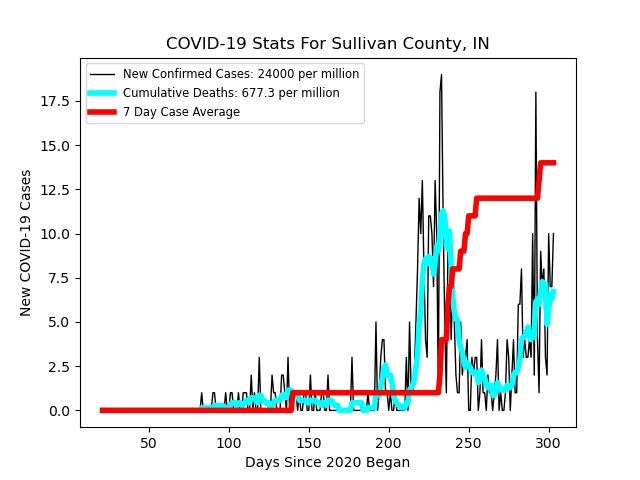 COVID-19 Stats For Sullivan County, IN
New Confirmed Cases: 24000 per million
Cumulative Deaths: 677.3 per million
7 Day Case Average
New COVID-19 Cases
17.5
15.0
12.5
10.0
7.5
5.0
2.5
0.0
50 100 150 200 250 300
Days Since 2020 Began